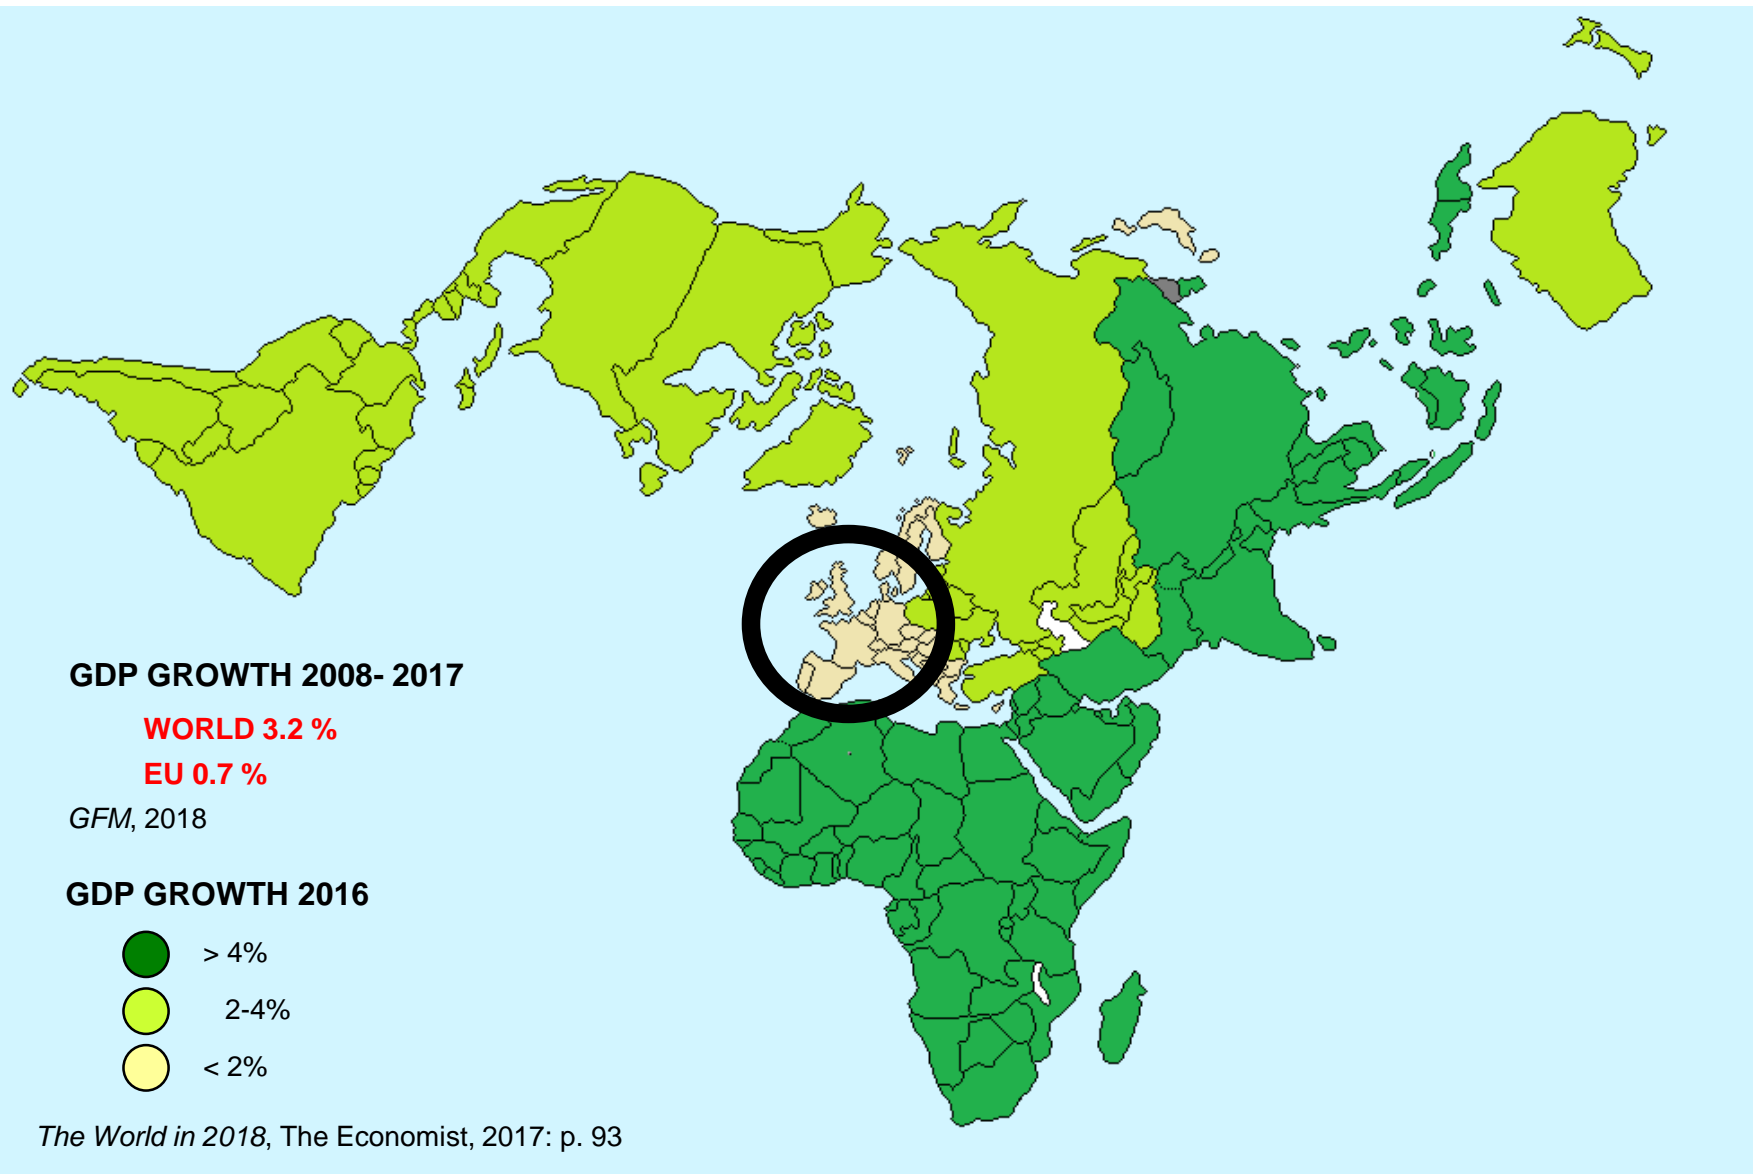 GDP GROWTH 2008- 2017
WORLD 3.2 %
EU 0.7 %
GFM, 2018
GDP GROWTH 2016
> 4%
2-4%
< 2%
The World in 2018, The Economist, 2017: p. 93